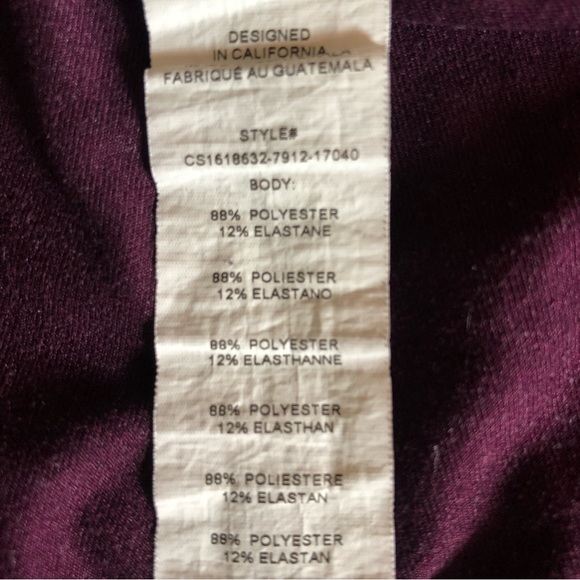 DESIGNED
IN CALIFORNIA
FABRIQUÉ AU GUATEMALA
STYLE#
CS1618632-7912-17040
BODY:
88% POLYESTER
12% ELASTANE
88% POLIESTER
12% ELASTANO
88% POLYESTER
12% ELASTHANNE
88% POLYESTER
12% ELASTHAN
88% POLIESTERE
12% ELASTAN
88% POLYESTER
12% ELASTAN